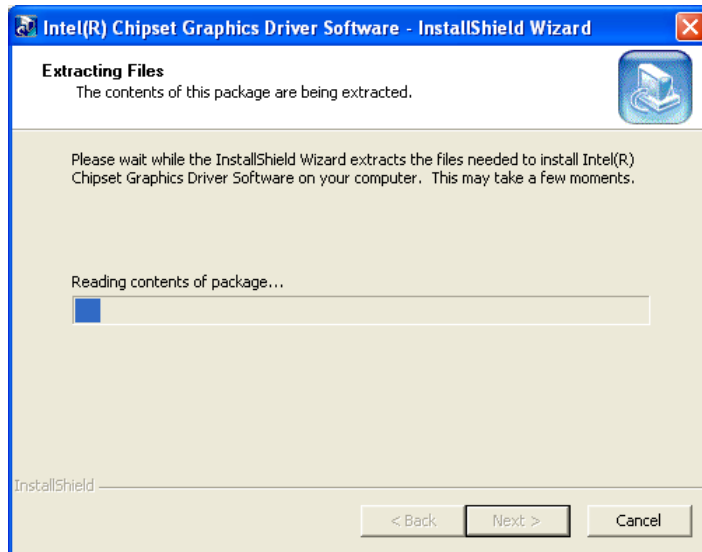 Intel(R) Chipset Graphics Driver Software - InstallShield Wizard
Extracting Files
The contents of this package are being extracted.
Please wait while the InstallShield Wizard extracts the files needed to install Intel(R)
Chipset Graphics Driver Software on your computer.  This may take a few moments.
Reading contents of package...
InstallShield
< Back Next > Cancel